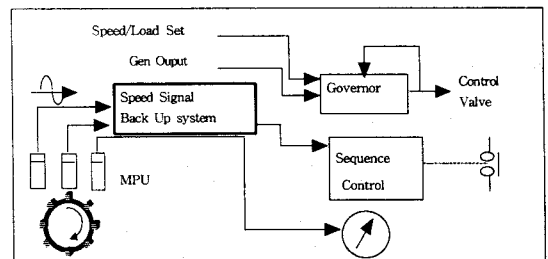 Speed/Load Set
Gen Ouput
Governor
Control
Valve
Speed Signal
Back Up system
Sequence
Control
MPU